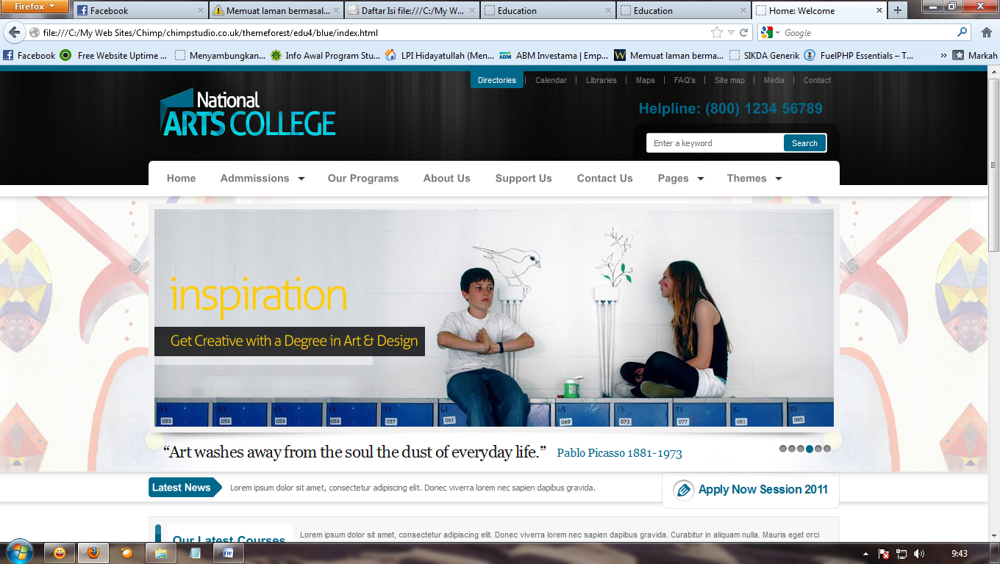 Firefox
Facebook
Memuat laman bermasal...
Daftar Isi file:///C:/My W...
Education
Education
Home: Welcome
file:///C:/My Web Sites/Chimp/chimpstudio.co.uk/themeforest/edu4/blue/index.html
Google
Facebook
Free Website Uptime ...
Menyambungkan...
Info Awal Program Stu...
LPI Hidayatullah (Men...
ABM Investama | Emp...
Memuat laman berma...
SIKDA Generik
FuelPHP Essentials – T...
Markah
Directories
Calendar
Libraries
Maps
FAQ's
Site map
Media
Contact
National
ARTS COLLEGE
Helpline: (800) 1234 56789
Enter a keyword
Search
Home
Admmissions
Our Programs
About Us
Support Us
Contact Us
Pages
Themes
inspiration
Get Creative with a Degree in Art & Design
053
053
053
053
057
061
069
073
077
081
085
“Art washes away from the soul the dust of everyday life.”
Pablo Picasso 1881-1973
Latest News
Lorem ipsum dolor sit amet, consectetur adipiscing elit. Donec viverra lorem nec sapien dapibus gravida.
Apply Now Session 2011
Our Latest Courses
Lorem ipsum dolor sit amet, consectetur adipiscing elit. Donec viverra lorem nec sapien dapibus gravida. Curabitur in aliquam nulla. Mauris eget orci
9:43